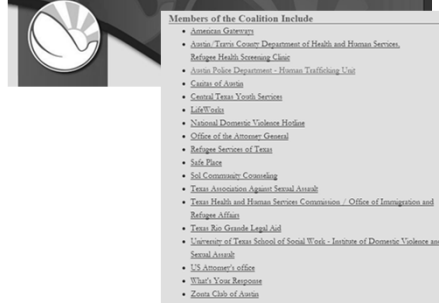 Members of the Coalition Include
American Gateways
Austin/Travis County Department of Health and Human Services,
Refugee Health Screening Clinic
Austin Police Department - Human Trafficking Unit
Caritas of Austin
Central Texas Youth Services
LifeWorks
National Domestic Violence Hotline
Office of the Attorney General
Refugee Services of Texas
Safe Place
Sol Community Counseling
Texas Association Against Sexual Assault
Texas Health and Human Services Commission / Office of Immigration and
Refugee Affairs
Texas Rio Grande Legal Aid
University of Texas School of Social Work - Institute of Domestic Violence and
Sexual Assault
US Attorney's office
What's Your Response
Zonta Club of Austin